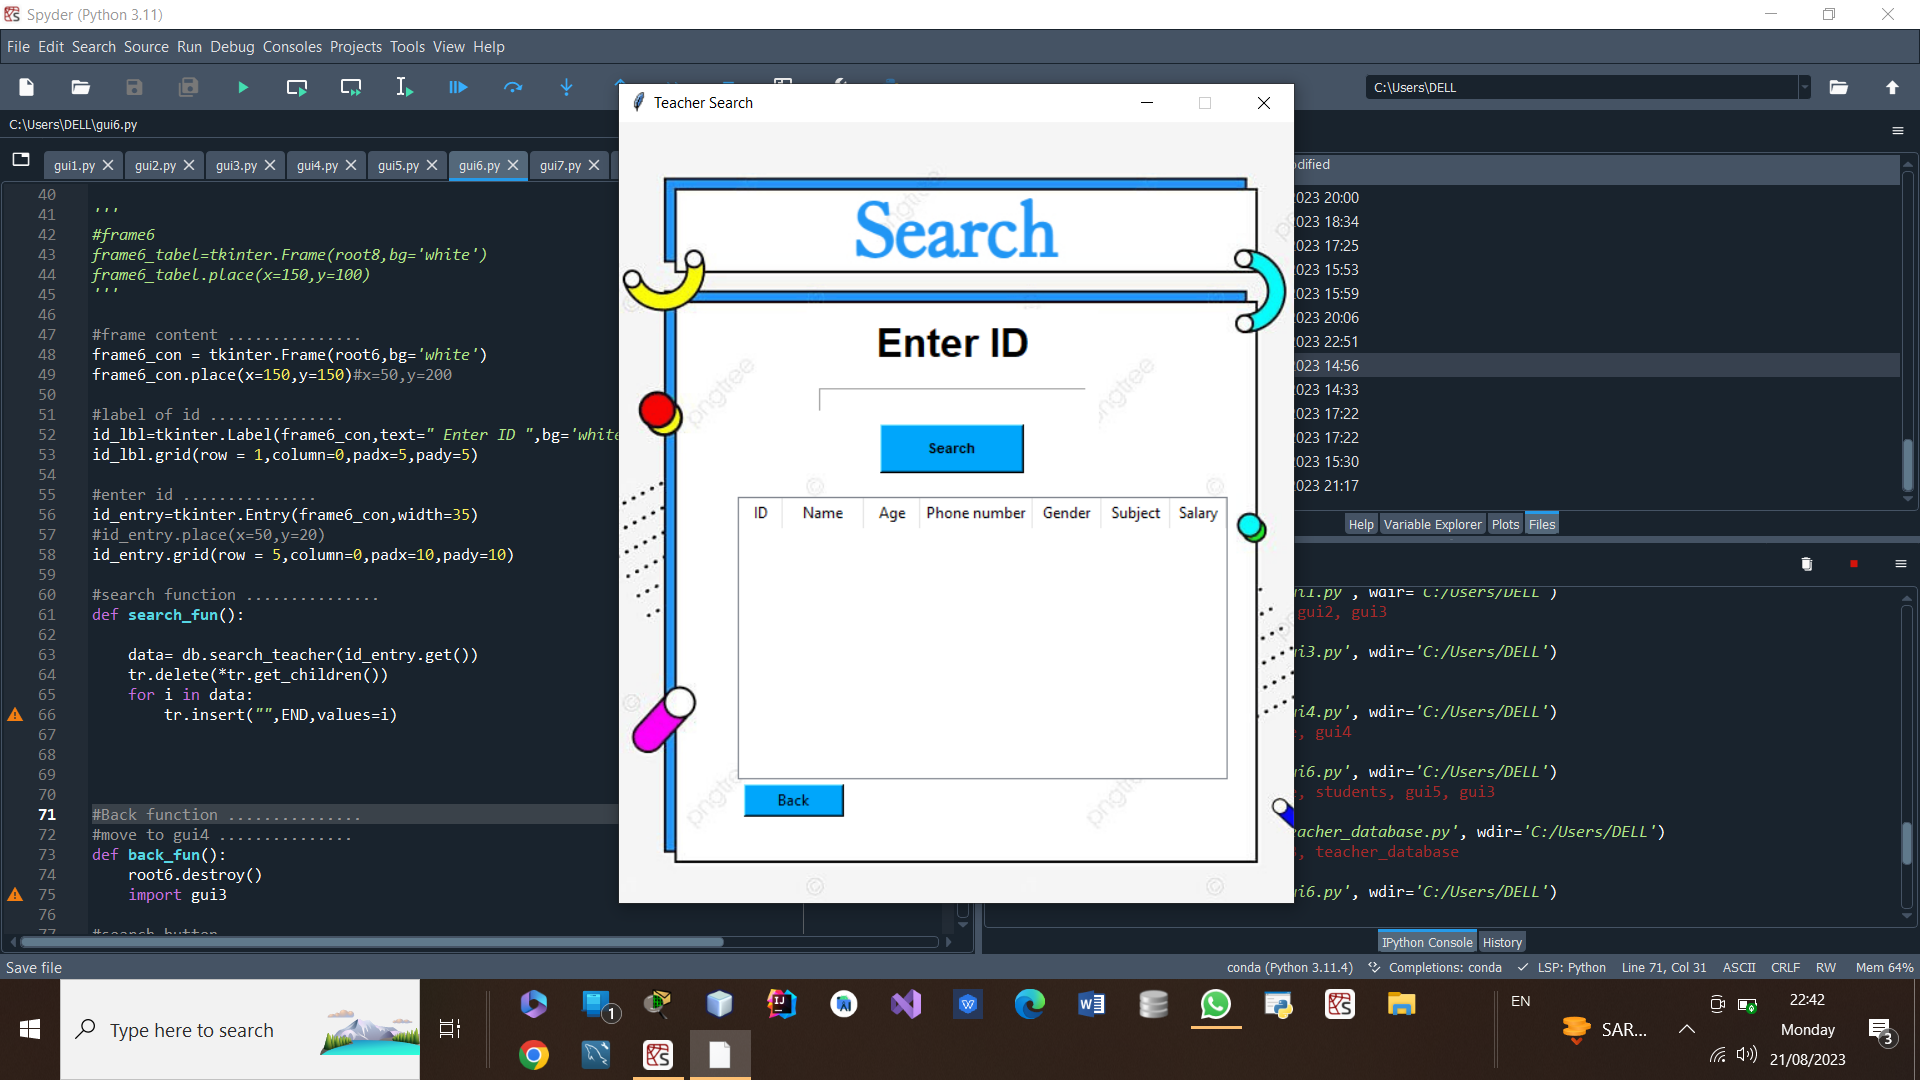 Spyder (Python 3.11)
File Edit Search Source Run Debug Consoles Projects Tools View Help
C:\Users\DELL
C:\Users\DELL\gui6.py
gui1.py gui2.py gui3.py gui4.py gui5.py gui6.py gui7.py
40
41 '''
42 #frame6
43 frame6_tabel=tkinter.Frame(root8,bg='white')
44 frame6_tabel.place(x=150,y=100)
45 '''
46
47 #frame content ...............
48 frame6_con = tkinter.Frame(root6,bg='white')
49 frame6_con.place(x=150,y=150)#x=50,y=200
50
51 #label of id ...............
52 id_lbl=tkinter.Label(frame6_con,text=" Enter ID ",bg='white
53 id_lbl.grid(row = 1,column=0,padx=5,pady=5)
54
55 #enter id ...............
56 id_entry=tkinter.Entry(frame6_con,width=35)
57 #id_entry.place(x=50,y=20)
58 id_entry.grid(row = 5,column=0,padx=10,pady=10)
59
60 #search function ...............
61 def search_fun():
62
63 data= db.search_teacher(id_entry.get())
64 tr.delete(*tr.get_children())
65 for i in data:
66 tr.insert("",END,values=i)
67
68
69
70
71 #Back function ...............
72 #move to gui4 ...............
73 def back_fun():
74 root6.destroy()
75 import gui3
76
77 #search button
Teacher Search
Search
Enter ID
Search
ID Name Age Phone number Gender Subject Salary
Back
pngtree
pngtree
pngtree
pngtree
odified
023 20:00
023 18:34
023 17:25
023 15:53
023 15:59
023 20:06
023 22:51
023 14:56
023 14:33
023 17:22
023 17:22
023 15:30
023 21:17
Help Variable Explorer Plots Files
i1.py', wdir='C:/Users/DELL')
gui2, gui3
i3.py', wdir='C:/Users/DELL')
i4.py', wdir='C:/Users/DELL')
, gui4
i6.py', wdir='C:/Users/DELL')
, students, gui5, gui3
acher_database.py', wdir='C:/Users/DELL')
, teacher_database
i6.py', wdir='C:/Users/DELL')
IPython Console History
Save file
conda (Python 3.11.4) Completions: conda LSP: Python Line 71, Col 31 ASCII CRLF RW Mem 64%
Type here to search
1
EN
SAR...
22:42
Monday
21/08/2023
3